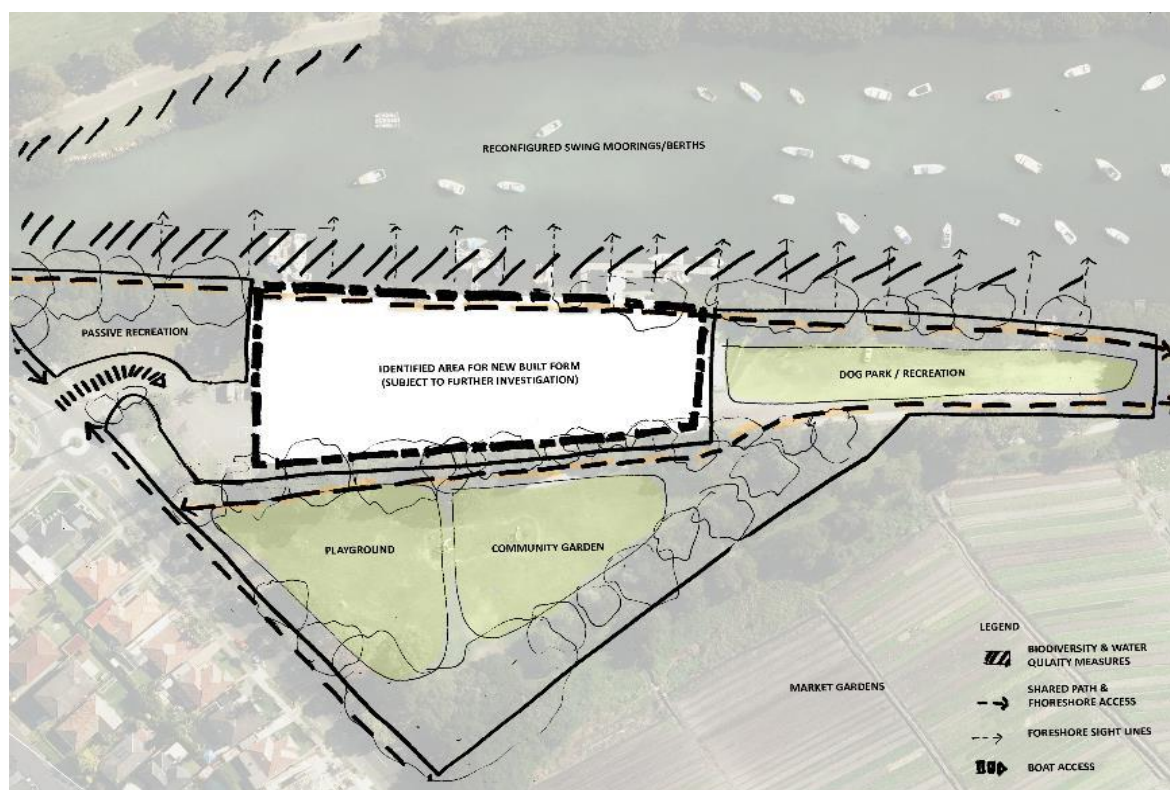 RECONFIGURED SWING MOORINGS/BERTHS
PASSIVE RECREATION
IDENTIFIED AREA FOR NEW BUILT FORM
(SUBJECT TO FURTHER INVESTIGATION)
DOG PARK / RECREATION
PLAYGROUND
COMMUNITY GARDEN
MARKET GARDENS
LEGEND
BIODIVERSITY & WATER
QULAITY MEASURES
SHARED PATH &
FHORESHORE ACCESS
FORESHORE SIGHT LINES
BOAT ACCESS